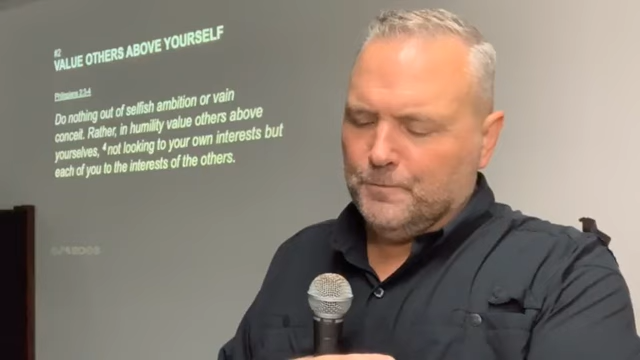 #2
VALUE OTHERS ABOVE YOURSELF
Philippians 2:3-4
Do nothing out of selfish ambition or vain
conceit. Rather, in humility value others above
yourselves, ⁴ not looking to your own interests but
each of you to the interests of the others.